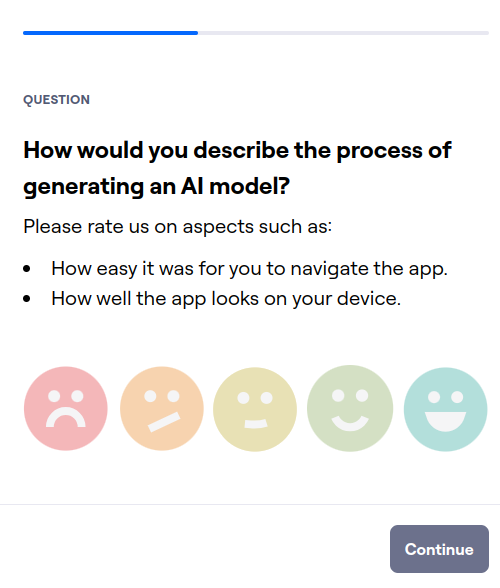 QUESTION
How would you describe the process of
generating an AI model?
Please rate us on aspects such as:
• How easy it was for you to navigate the app.
• How well the app looks on your device.
Continue